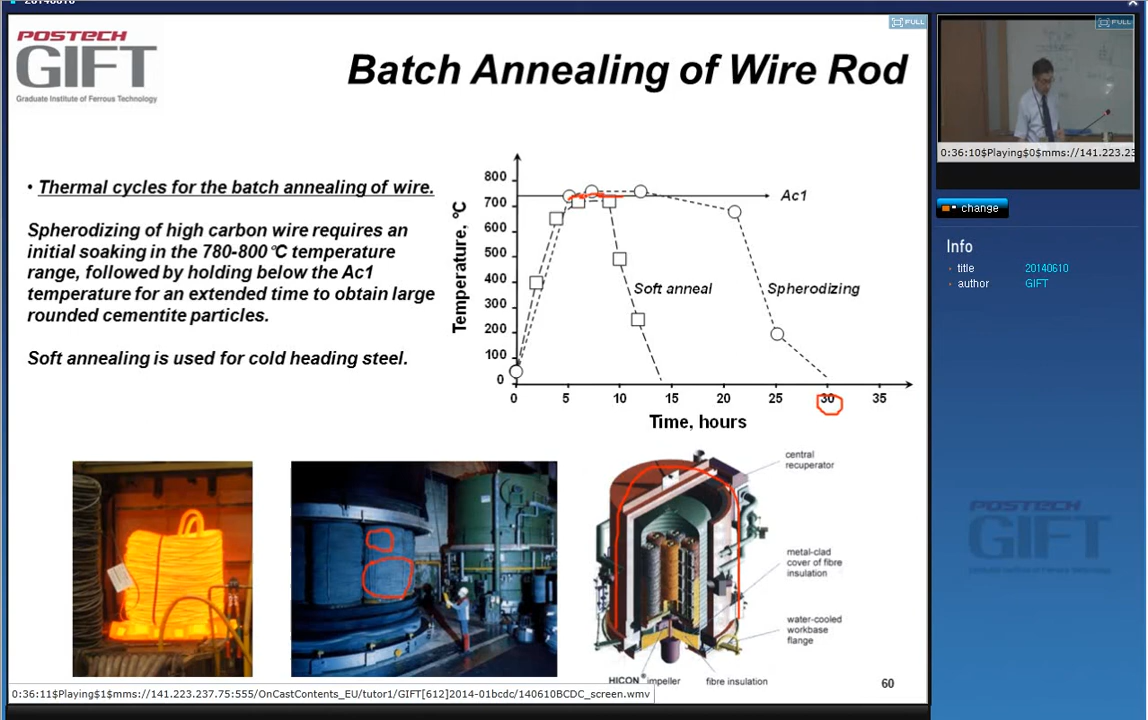 20140610
FULL
FULL
POSTECH
GIFT
Graduate Institute of Ferrous Technology
Batch Annealing of Wire Rod
0:36:10$Playing$0$mms://141.223.23
change
Info
• title 20140610
• author GIFT
• Thermal cycles for the batch annealing of wire.
Spherodizing of high carbon wire requires an
initial soaking in the 780-800°C temperature
range, followed by holding below the Ac1
temperature for an extended time to obtain large
rounded cementite particles.
Soft annealing is used for cold heading steel.
Temperature, °C
800
700
600
500
400
300
200
100
0
Ac1
Soft anneal
Spherodizing
0 5 10 15 20 25 30 35
Time, hours
central
recuperator
metal-clad
cover of fibre
insulation
water-cooled
workbase
flange
HICON® impeller
fibre insulation
60
POSTECH
GIFT
0:36:11$Playing$1$mms://141.223.237.75:555/OnCastContents_EU/tutor1/GIFT[612]2014-01bcdc/140610BCDC_screen.wmv